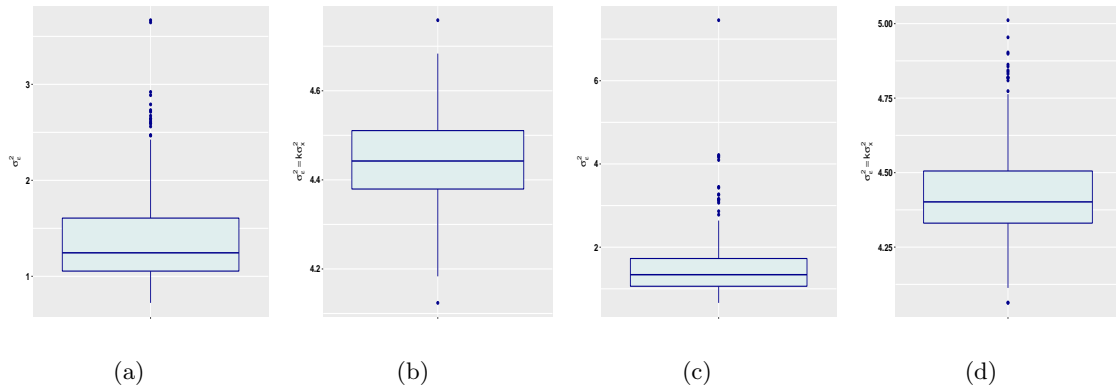 3
2
1
σ²ε
(a)
4.6
4.4
4.2
σ²ε = kσ²x
(b)
6
4
2
σ²ε
(c)
5.00
4.75
4.50
4.25
σ²ε = kσ²x
(d)